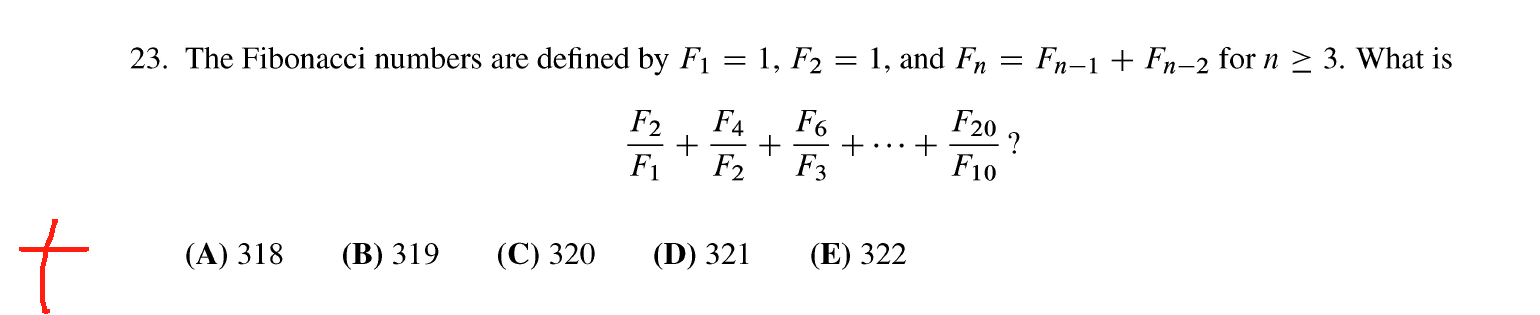 23. The Fibonacci numbers are defined by F₁ = 1, F₂ = 1, and Fₙ = Fₙ₋₁ + Fₙ₋₂ for n ≥ 3. What is
F₂/F₁ + F₄/F₂ + F₆/F₃ + ··· + F₂₀/F₁₀ ?
(A) 318 (B) 319 (C) 320 (D) 321 (E) 322